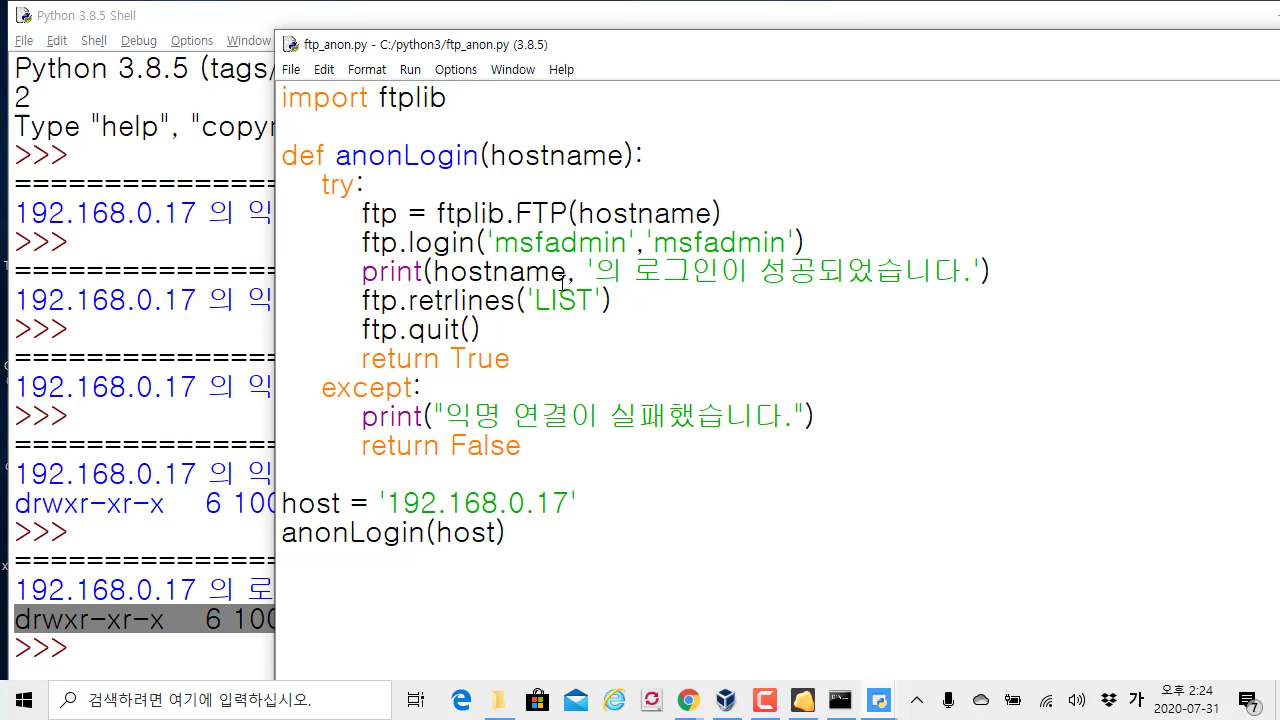 Python 3.8.5 Shell
File Edit Shell Debug Options Window
Python 3.8.5 (tags/
2
Type "help", "copyr
>>>
====================
192.168.0.17 의 익
>>>
====================
192.168.0.17 의 익
>>>
====================
192.168.0.17 의 익
>>>
====================
192.168.0.17 의 익
drwxr-xr-x 6 100
>>>
====================
192.168.0.17 의 로
drwxr-xr-x 6 100
>>>
ftp_anon.py - C:/python3/ftp_anon.py (3.8.5)
File Edit Format Run Options Window Help
import ftplib
def anonLogin(hostname):
try:
ftp = ftplib.FTP(hostname)
ftp.login('msfadmin','msfadmin')
print(hostname, '의 로그인이 성공되었습니다.')
ftp.retrlines('LIST')
ftp.quit()
return True
except:
print("익명 연결이 실패했습니다.")
return False
host = '192.168.0.17'
anonLogin(host)
검색하려면 여기에 입력하십시오.
가
오후 2:24
2020-07-31
7